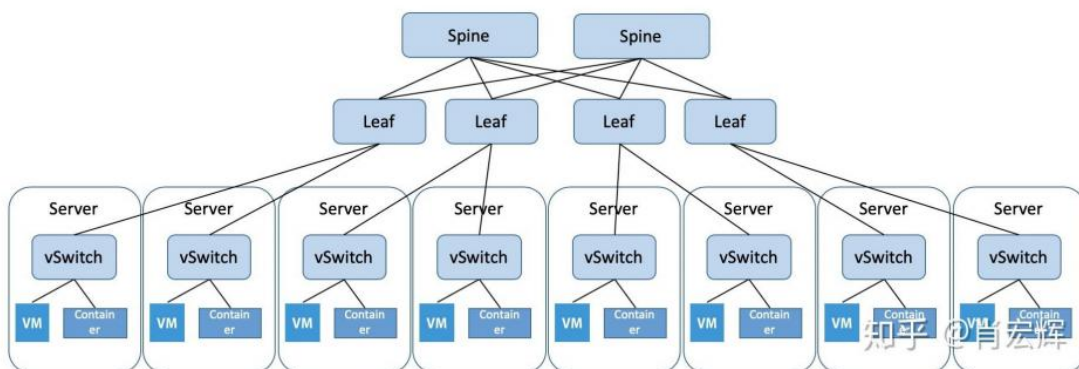 Spine Spine
Leaf Leaf Leaf Leaf
Server Server Server Server Server Server Server Server
vSwitch vSwitch vSwitch vSwitch vSwitch vSwitch vSwitch vSwitch
VM Contain
er VM Contain
er VM Contain
er VM Contain
er VM Contain
er VM Contain
er VM Contain
er VM Contain
er
知乎 @肖宏辉